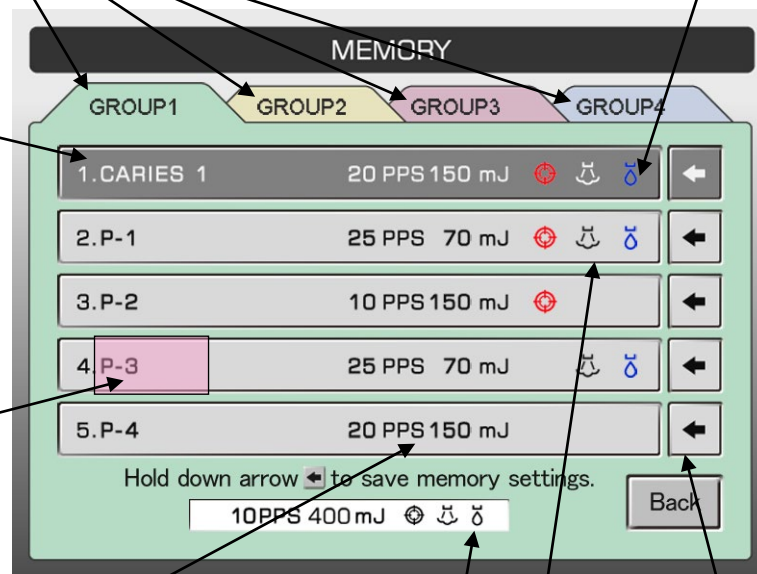 MEMORY
GROUP1 GROUP2 GROUP3 GROUP4
1.CARIES 1 20 PPS 150 mJ
2.P-1 25 PPS 70 mJ
3.P-2 10 PPS 150 mJ
4.P-3 25 PPS 70 mJ
5.P-4 20 PPS 150 mJ
Hold down arrow to save memory settings.
10PPS 400 mJ
Back